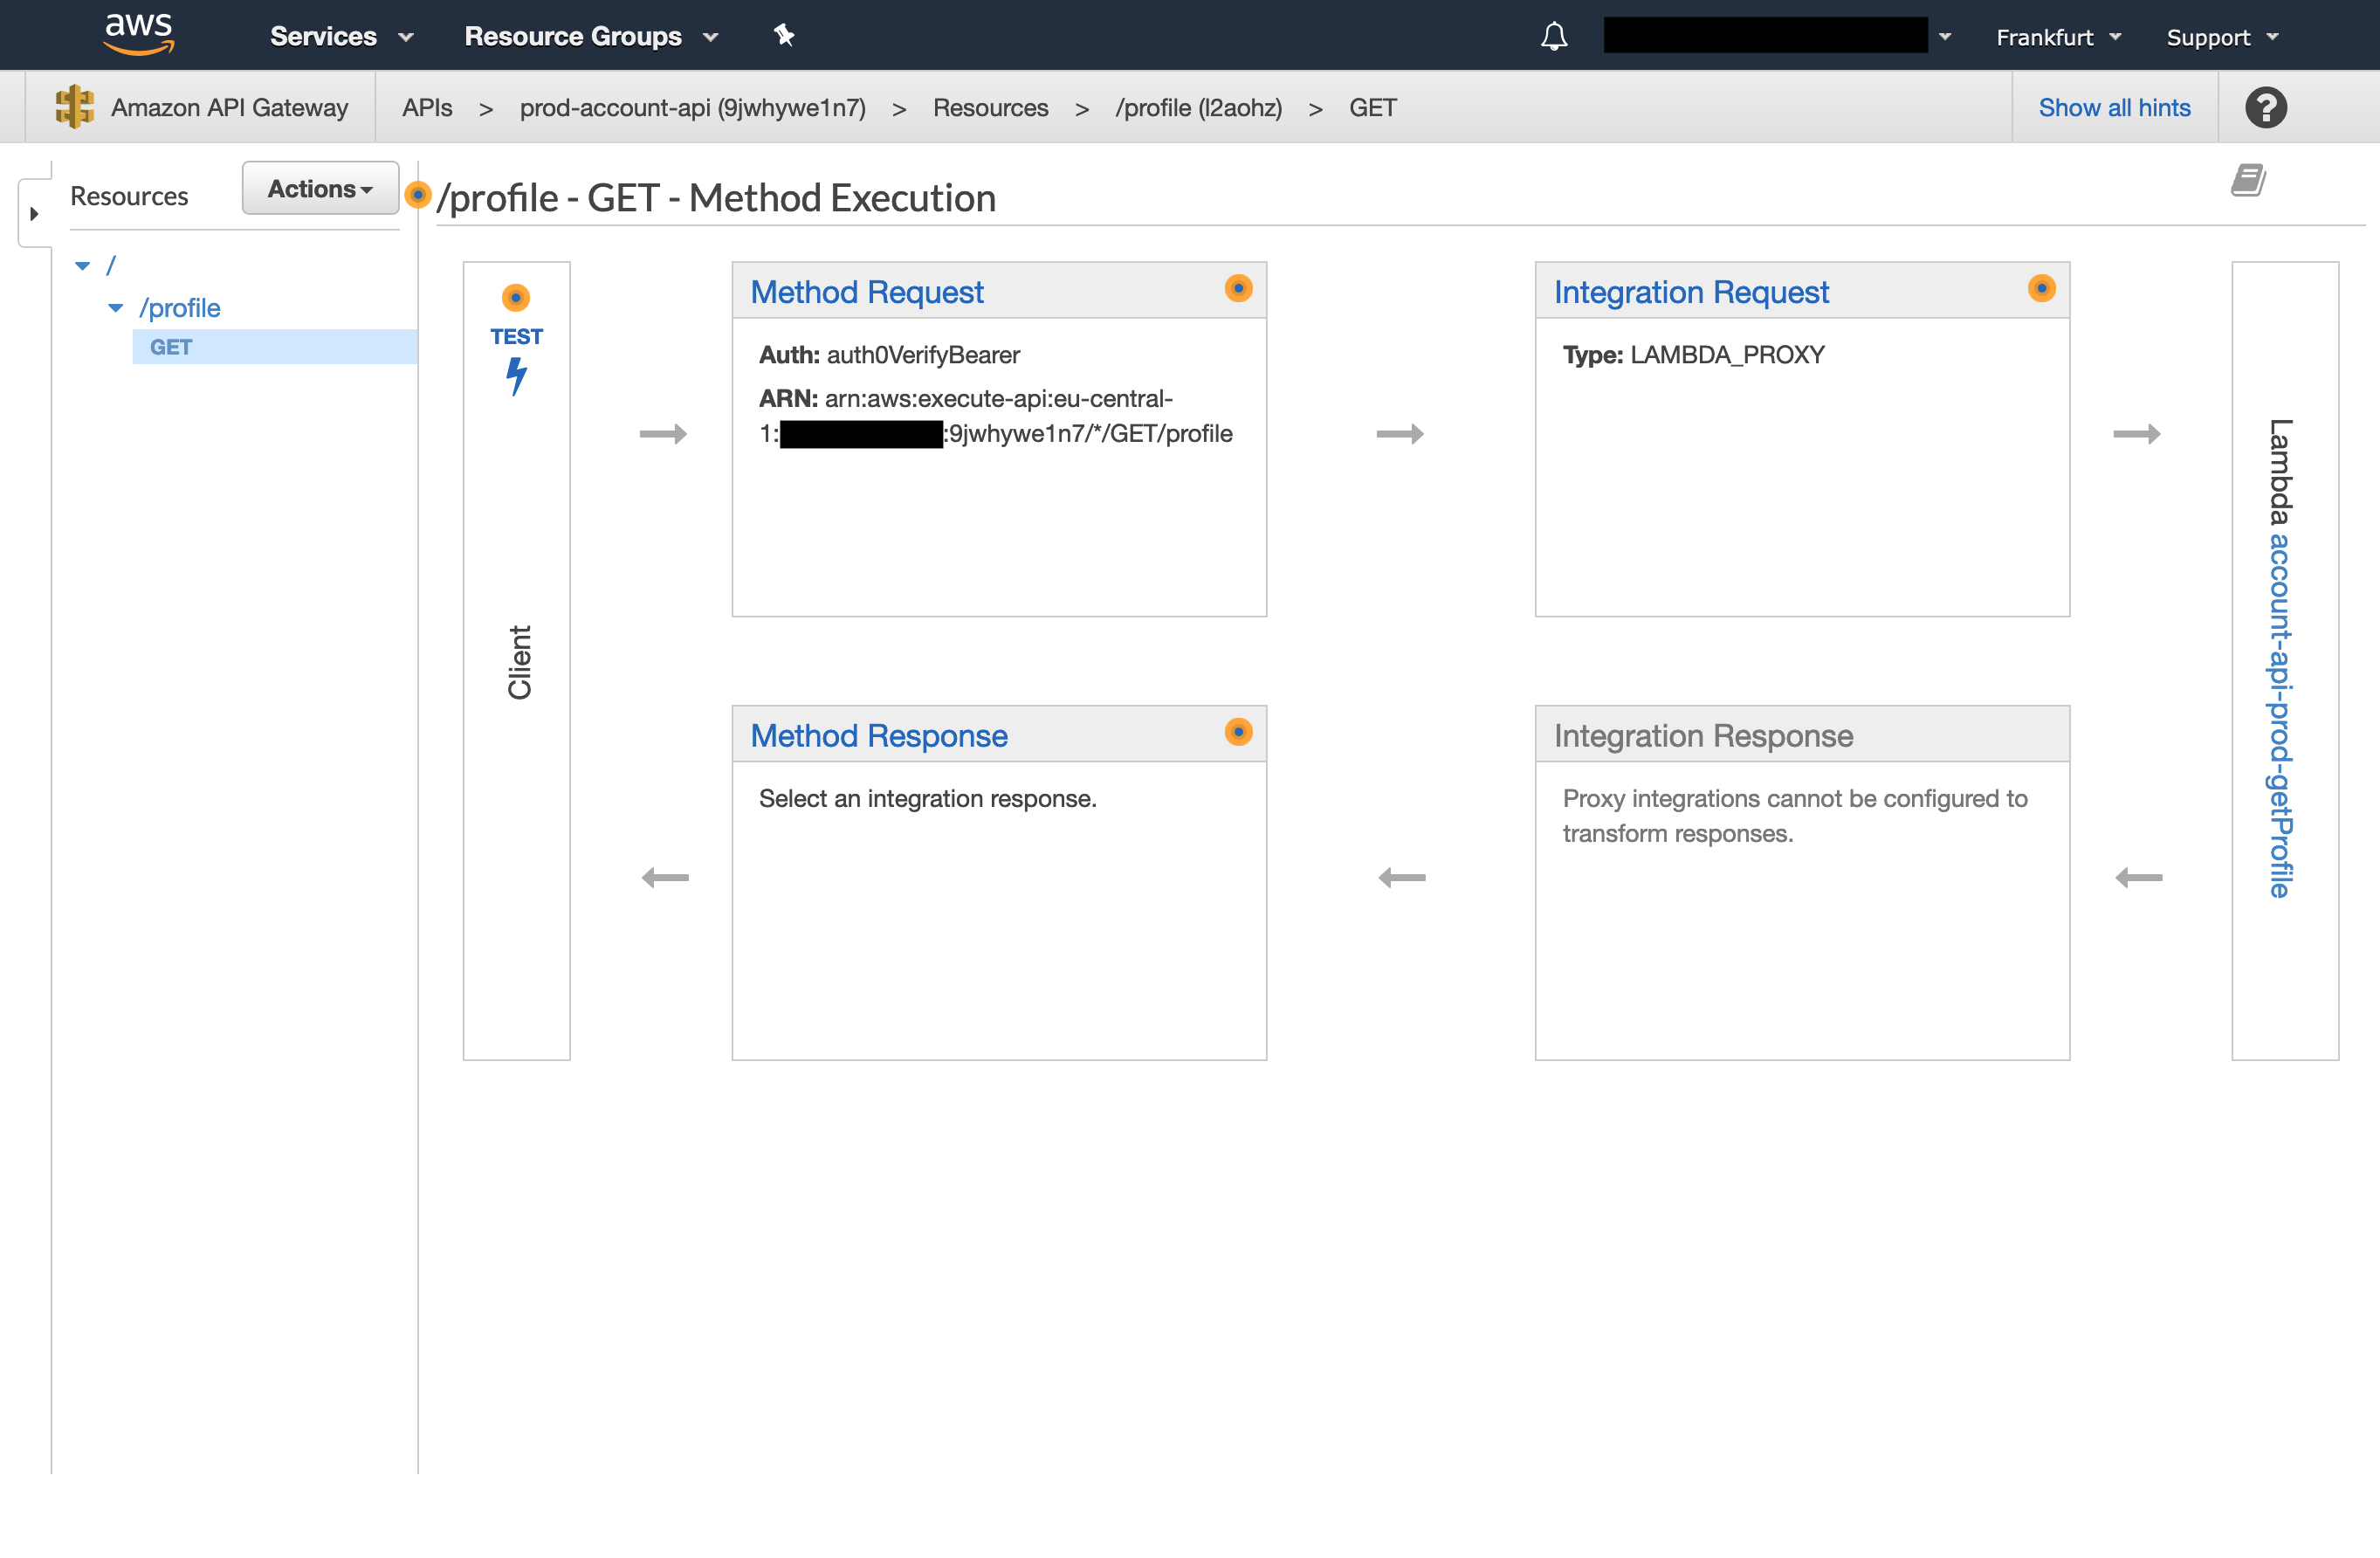 aws
Services
Resource Groups
Frankfurt
Support
Amazon API Gateway
APIs > prod-account-api (9jwhywe1n7) > Resources > /profile (l2aohz) > GET
Show all hints
?
Resources
Actions
/profile - GET - Method Execution
/
/profile
GET
TEST
Client
Method Request
Auth: auth0VerifyBearer
ARN: arn:aws:execute-api:eu-central-
1: :9jwhywe1n7/*/GET/profile
Integration Request
Type: LAMBDA_PROXY
Lambda account-api-prod-getProfile
Method Response
Select an integration response.
Integration Response
Proxy integrations cannot be configured to
transform responses.